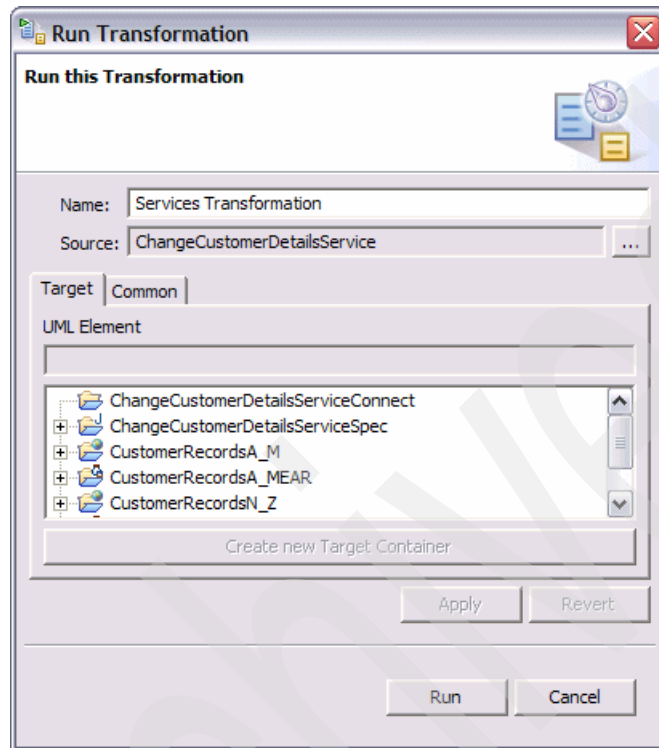 Run Transformation
Run this Transformation
Name: Services Transformation
Source: ChangeCustomerDetailsService ...
Target Common
UML Element
ChangeCustomerDetailsServiceConnect
ChangeCustomerDetailsServiceSpec
CustomerRecordsA_M
CustomerRecordsA_MEAR
CustomerRecordsN_Z
Create new Target Container
Apply Revert
Run Cancel